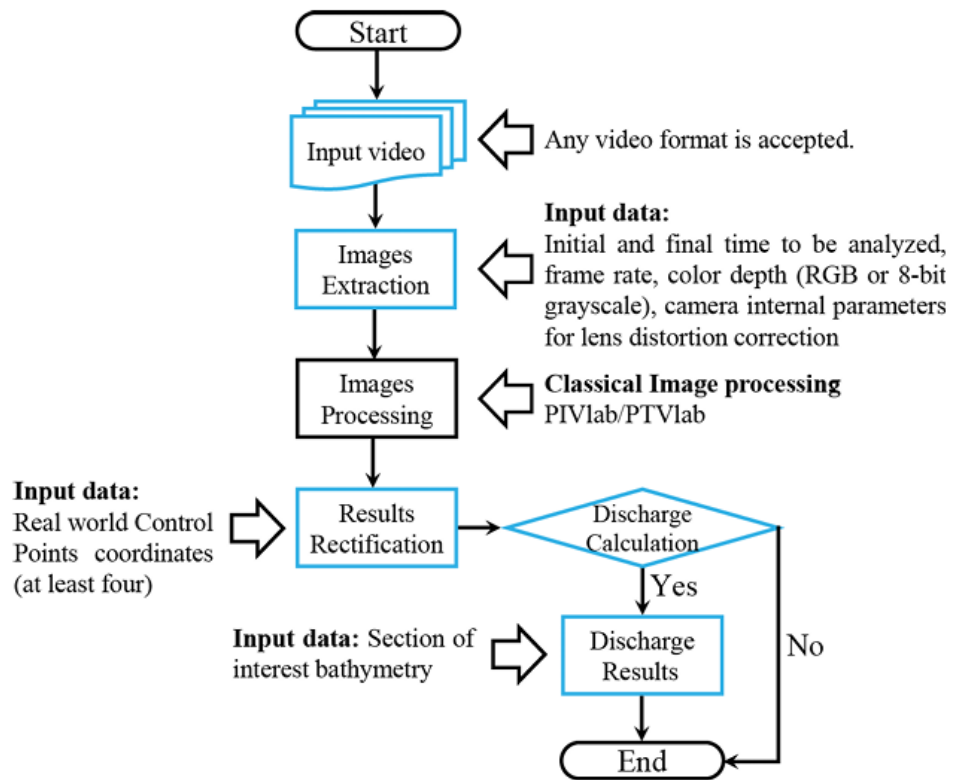 Start
Input video
Any video format is accepted.
Images
Extraction
Input data:
Initial and final time to be analyzed,
frame rate, color depth (RGB or 8-bit
grayscale), camera internal parameters
for lens distortion correction
Images
Processing
Classical Image processing
PIVlab/PTVlab
Input data:
Real world Control
Points coordinates
(at least four)
Results
Rectification
Discharge
Calculation
Yes
No
Input data: Section of
interest bathymetry
Discharge
Results
End